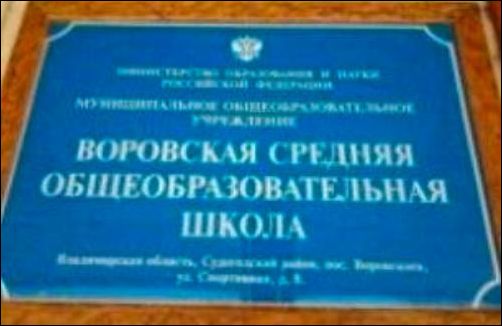 МИНИСТЕРСТВО ОБРАЗОВАНИЯ И НАУКИ
РОССИЙСКОЙ ФЕДЕРАЦИИ
МУНИЦИПАЛЬНОЕ ОБЩЕОБРАЗОВАТЕЛЬНОЕ
УЧРЕЖДЕНИЕ
ВОРОВСКАЯ СРЕДНЯЯ
ОБЩЕОБРАЗОВАТЕЛЬНАЯ
ШКОЛА
Владимирская область, Судогодский район, пос. Воровского,
ул. Спортивная, д. 8.